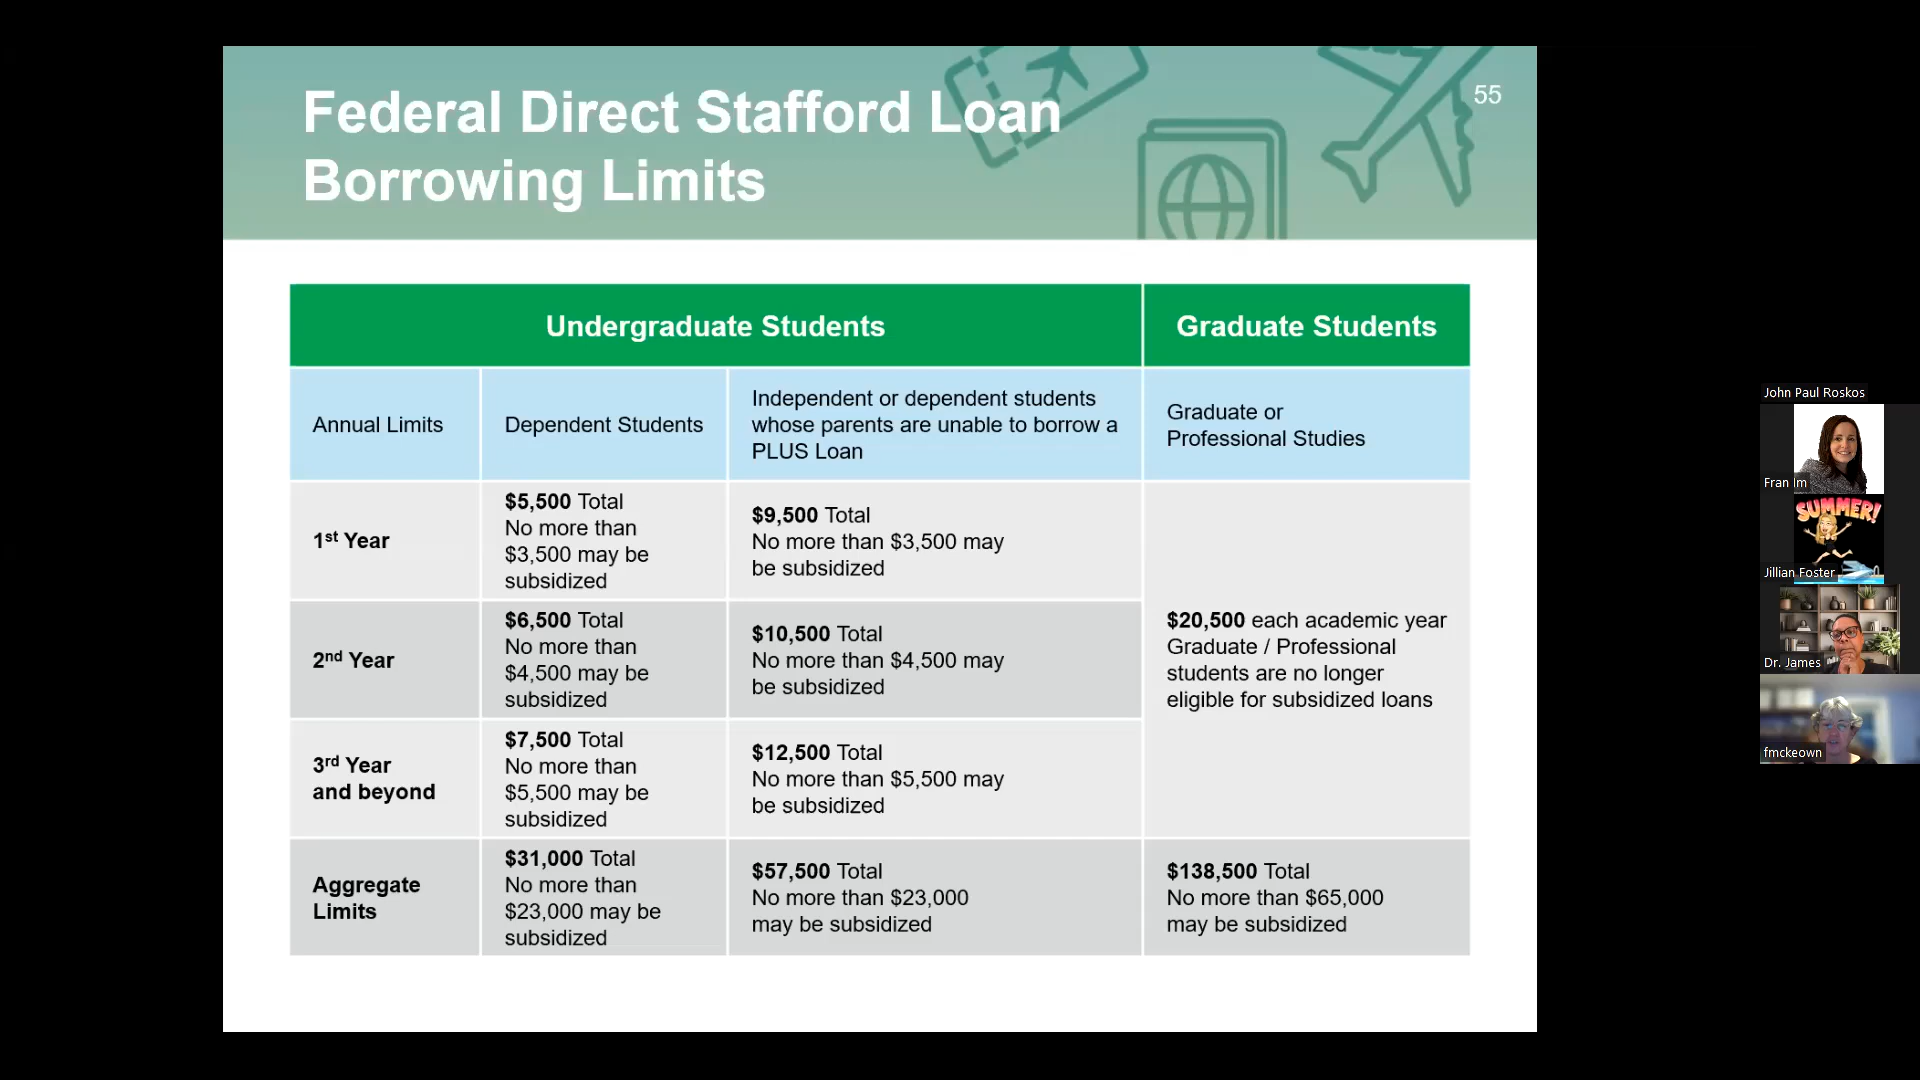 Federal Direct Stafford Loan
Borrowing Limits
55
Undergraduate Students
Graduate Students
Annual Limits
Dependent Students
Independent or dependent students
whose parents are unable to borrow a
PLUS Loan
Graduate or
Professional Studies
1st Year
$5,500 Total
No more than
$3,500 may be
subsidized
$9,500 Total
No more than $3,500 may
be subsidized
$20,500 each academic year
Graduate / Professional
students are no longer
eligible for subsidized loans
2nd Year
$6,500 Total
No more than
$4,500 may be
subsidized
$10,500 Total
No more than $4,500 may
be subsidized
3rd Year
and beyond
$7,500 Total
No more than
$5,500 may be
subsidized
$12,500 Total
No more than $5,500 may
be subsidized
Aggregate
Limits
$31,000 Total
No more than
$23,000 may be
subsidized
$57,500 Total
No more than $23,000
may be subsidized
$138,500 Total
No more than $65,000
may be subsidized
John Paul Roskos
Fran Im
SUMMER!
Jillian Foster
Dr. James
fmckeown